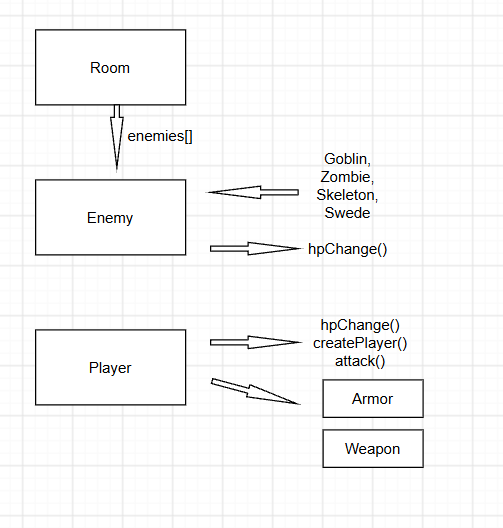 Room
enemies[]
Goblin,
Zombie,
Skeleton,
Swede
Enemy
hpChange()
hpChange()
createPlayer()
attack()
Player
Armor
Weapon